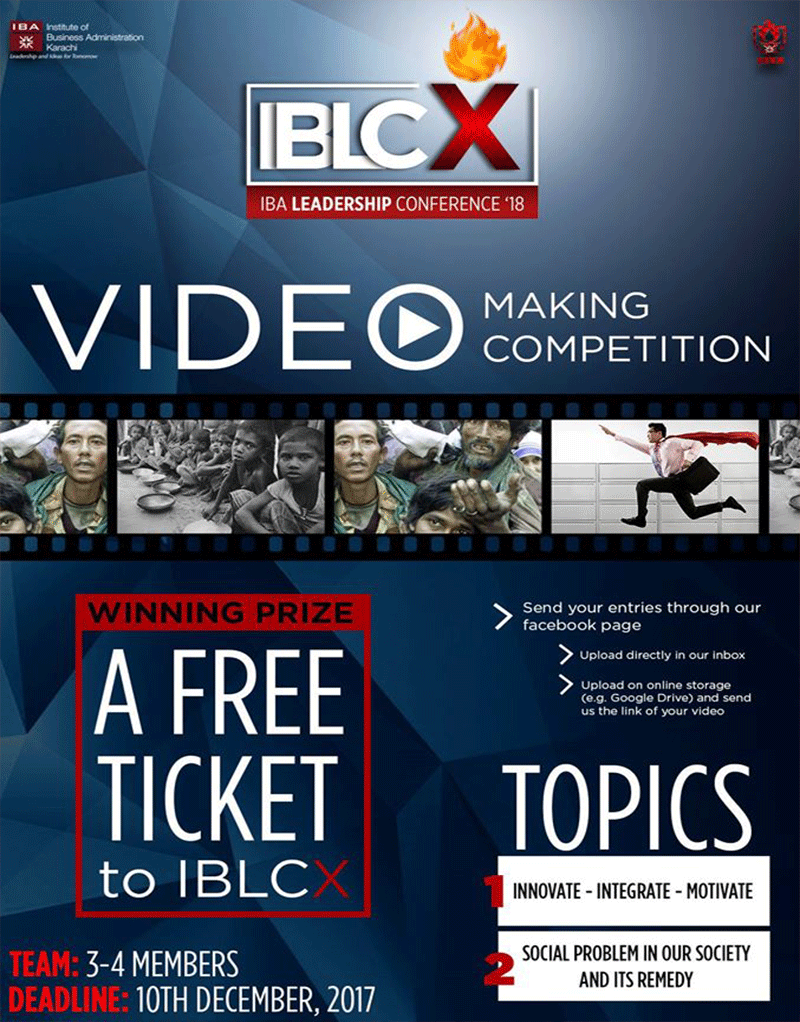 IBA
Institute of
Business Administration
Karachi
Leadership and Ideas for Tomorrow
IBLCX
IBA LEADERSHIP CONFERENCE ‘18
VIDEO
MAKING
COMPETITION
WINNING PRIZE
A FREE
TICKET
to IBLCX
Send your entries through our
facebook page
Upload directly in our inbox
Upload on online storage
(e.g. Google Drive) and send
us the link of your video
TOPICS
1 INNOVATE - INTEGRATE - MOTIVATE
2 SOCIAL PROBLEM IN OUR SOCIETY
AND ITS REMEDY
TEAM: 3-4 MEMBERS
DEADLINE: 10TH DECEMBER, 2017